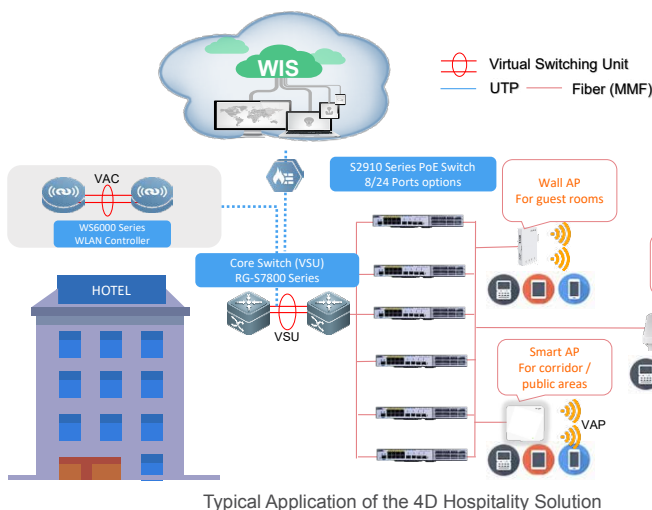 WIS
Virtual Switching Unit
UTP
Fiber (MMF)
S2910 Series PoE Switch
8/24 Ports options
VAC
WS6000 Series
WLAN Controller
Wall AP
For guest rooms
Core Switch (VSU)
RG-S7800 Series
HOTEL
VSU
Smart AP
For corridor /
public areas
VAP
Typical Application of the 4D Hospitality Solution